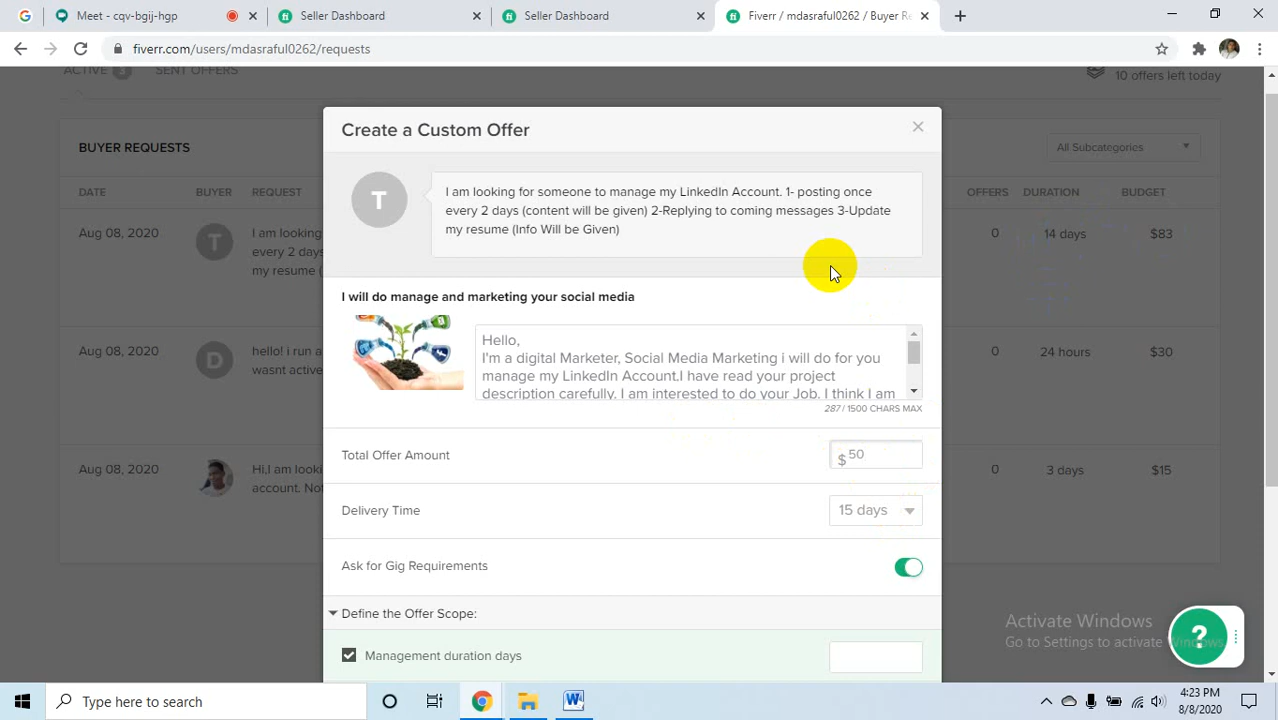 Meet - cqv-bgij-hgp
Seller Dashboard
Seller Dashboard
Fiverr / mdasraful0262 / Buyer Re
fiverr.com/users/mdasraful0262/requests
ACTIVE 3 SENT OFFERS
10 offers left today
Create a Custom Offer
BUYER REQUESTS
All Subcategories
DATE BUYER REQUEST OFFERS DURATION BUDGET
T
I am looking for someone to manage my LinkedIn Account. 1- posting once
every 2 days (content will be given) 2-Replying to coming messages 3-Update
my resume (Info Will be Given)
Aug 08, 2020 T I am looki 0 14 days $83
every 2 da
my resume
I will do manage and marketing your social media
Hello,
I'm a digital Marketer, Social Media Marketing i will do for you
manage my LinkedIn Account.I have read your project
description carefully. I am interested to do your Job. I think I am
287 / 1500 CHARS MAX
Aug 08, 2020 D hello! i run a 0 24 hours $30
wasnt active
Total Offer Amount $ 50
Aug 08, 2020 Hi.I am looki 0 3 days $15
account. No
Delivery Time 15 days
Ask for Gig Requirements
Define the Offer Scope:
Management duration days
Activate Windows
Go to Settings to activate Windows.
?
Type here to search
W
4:23 PM
8/8/2020